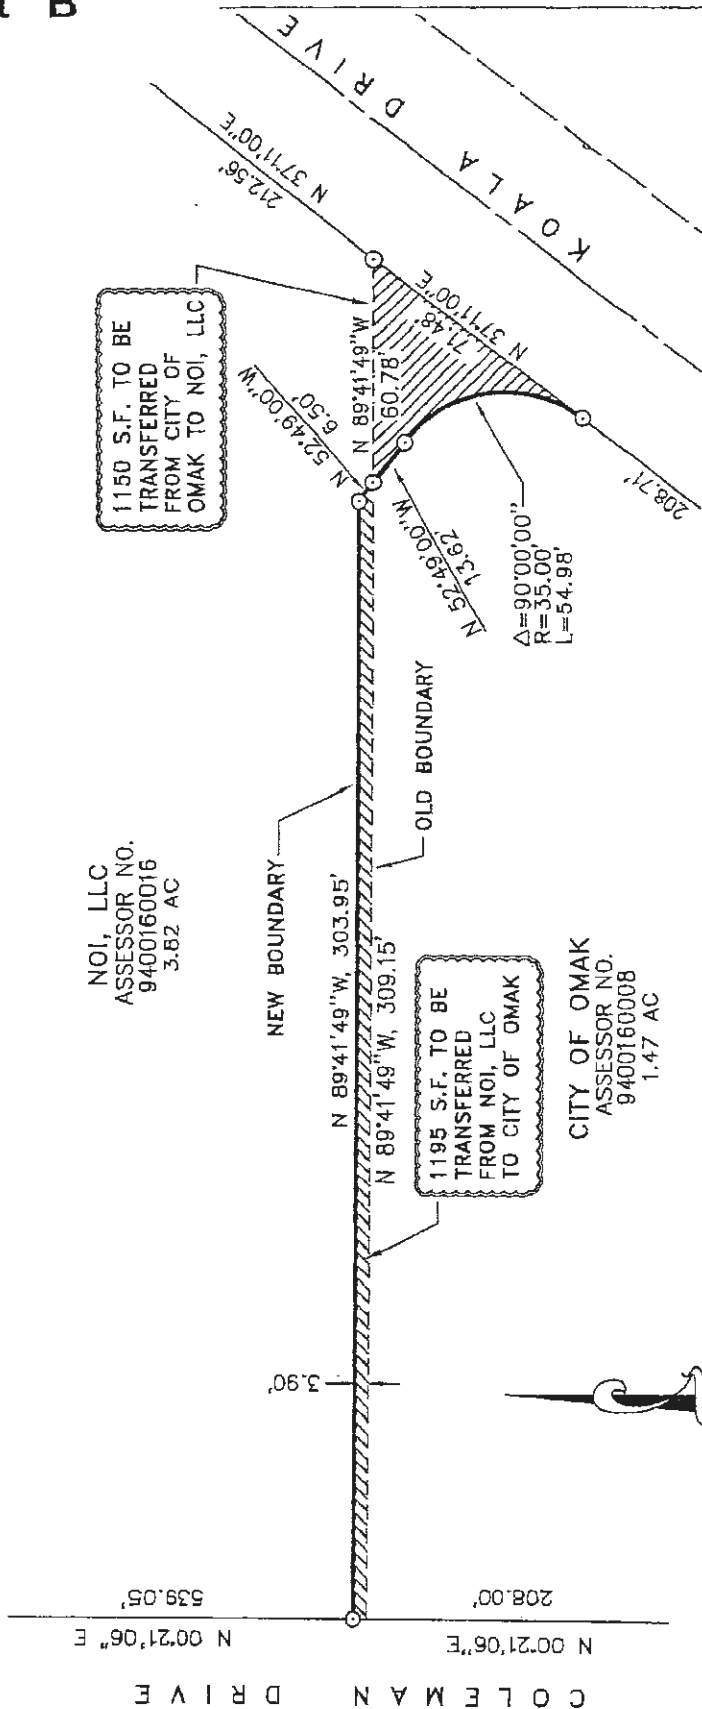 B
KOALA DRIVE
212.56'
N 37°11'00"E
1150 S.F. TO BE
TRANSFERRED
FROM CITY OF
OMAK TO NOI, LLC
N 52°49'00"W
6.50'
N 89°41'49"W
60.78'
71.48'
N 37°11'00"E
N 52°49'00"W
13.62'
208.71'
Δ=90°00'00"
R=35.00'
L=54.98'
NOI, LLC
ASSESSOR NO.
9400160016
3.82 AC
NEW BOUNDARY
OLD BOUNDARY
N 89°41'49"W, 303.95'
N 89°41'49"W, 309.15'
1195 S.F. TO BE
TRANSFERRED
FROM NOI, LLC
TO CITY OF OMAK
CITY OF OMAK
ASSESSOR NO.
9400160008
1.47 AC
3.90'
539.05'
N 00°21'06" E
208.00'
N 00°21'06"E
COLEMAN DRIVE